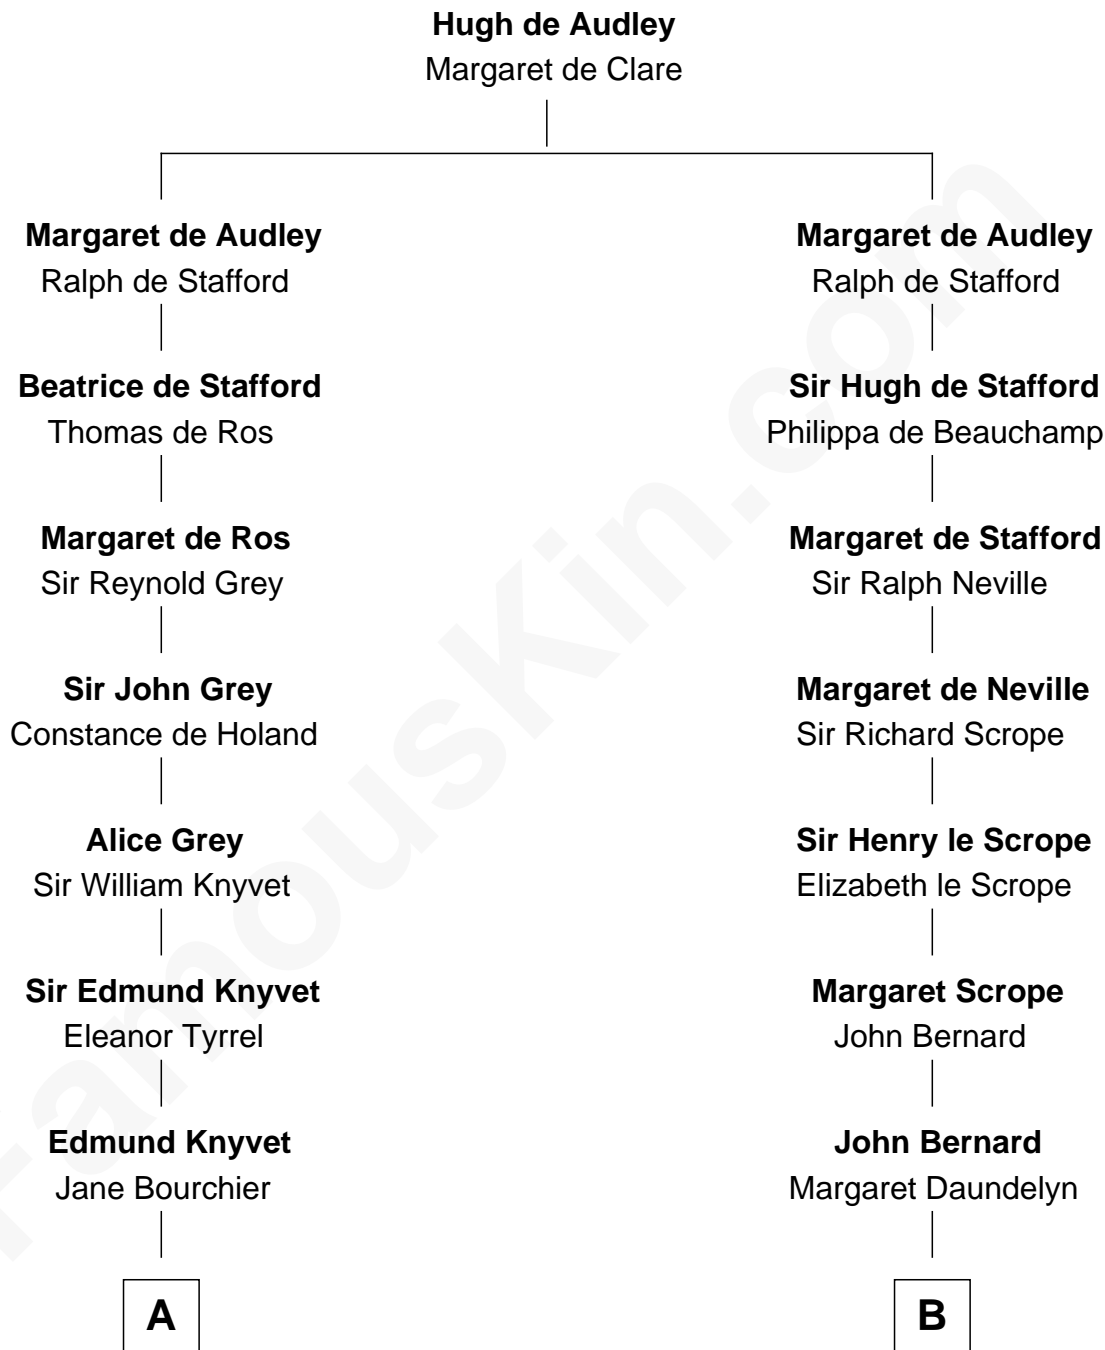 Hugh de Audley
Margaret de Clare
Margaret de Audley
Ralph de Stafford
Margaret de Audley
Ralph de Stafford
Beatrice de Stafford
Thomas de Ros
Sir Hugh de Stafford
Philippa de Beauchamp
Margaret de Ros
Sir Reynold Grey
Margaret de Stafford
Sir Ralph Neville
Sir John Grey
Constance de Holand
Margaret de Neville
Sir Richard Scrope
Alice Grey
Sir William Knyvet
Sir Henry le Scrope
Elizabeth le Scrope
Sir Edmund Knyvet
Eleanor Tyrrel
Margaret Scrope
John Bernard
Edmund Knyvet
Jane Bourchier
John Bernard
Margaret Daundelyn
A
B
FamousKin.com